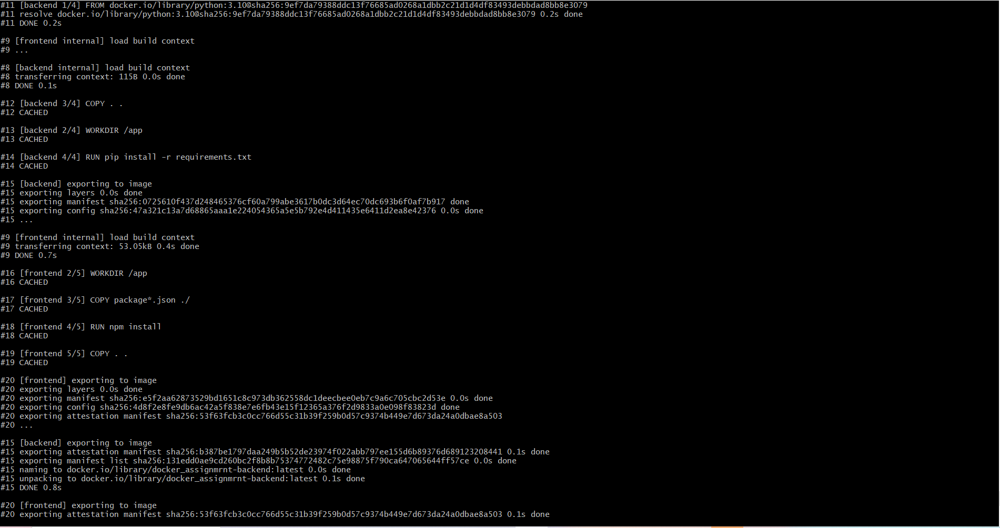 #11 [backend 1/4] FROM docker.io/library/python:3.10@sha256:9ef7da79388ddc13f76685ad0268a1dbb2c21d1d4df83493debbdad8bb8e3079
#11 resolve docker.io/library/python:3.10@sha256:9ef7da79388ddc13f76685ad0268a1dbb2c21d1d4df83493debbdad8bb8e3079 0.2s done
#11 DONE 0.2s
#9 [frontend internal] load build context
#9 ...
#8 [backend internal] load build context
#8 transferring context: 115B 0.0s done
#8 DONE 0.1s
#12 [backend 3/4] COPY . .
#12 CACHED
#13 [backend 2/4] WORKDIR /app
#13 CACHED
#14 [backend 4/4] RUN pip install -r requirements.txt
#14 CACHED
#15 [backend] exporting to image
#15 exporting layers 0.0s done
#15 exporting manifest sha256:0725610f437d248465376cf60a799abe3617b0dc3d64ec70dc693b6f0af7b917 done
#15 exporting config sha256:47a321c13a7d68865aaa1e224054365a5e5b792e4d411435e6411d2ea8e42376 0.0s done
#15 ...
#9 [frontend internal] load build context
#9 transferring context: 53.05kB 0.4s done
#9 DONE 0.7s
#16 [frontend 2/5] WORKDIR /app
#16 CACHED
#17 [frontend 3/5] COPY package*.json ./
#17 CACHED
#18 [frontend 4/5] RUN npm install
#18 CACHED
#19 [frontend 5/5] COPY . .
#19 CACHED
#20 [frontend] exporting to image
#20 exporting layers 0.0s done
#20 exporting manifest sha256:e5f2aa62873529bd1651c8c973db362558dc1deecbee0eb7c9a6c705cbc2d53e 0.0s done
#20 exporting config sha256:4d8f2e8fe9db6ac42a5f838e7e6fb43e15f12365a376f2d9833a0e098f83823d done
#20 exporting attestation manifest sha256:53f63fcb3c0cc766d55c31b39f259b0d57c9374b449e7d673da24a0dbae8a503
#20 ...
#15 [backend] exporting to image
#15 exporting attestation manifest sha256:b387be1797daa249b5b52de23974f022abb797ee155d6b89376d689123208441 0.1s done
#15 exporting manifest list sha256:131edd0ae9cd260bc2f8b8b75374772482c75e98875f790ca647065644ff57ce 0.0s done
#15 naming to docker.io/library/docker_assignmrnt-backend:latest 0.0s done
#15 unpacking to docker.io/library/docker_assignmrnt-backend:latest 0.1s done
#15 DONE 0.8s
#20 [frontend] exporting to image
#20 exporting attestation manifest sha256:53f63fcb3c0cc766d55c31b39f259b0d57c9374b449e7d673da24a0dbae8a503 0.1s done